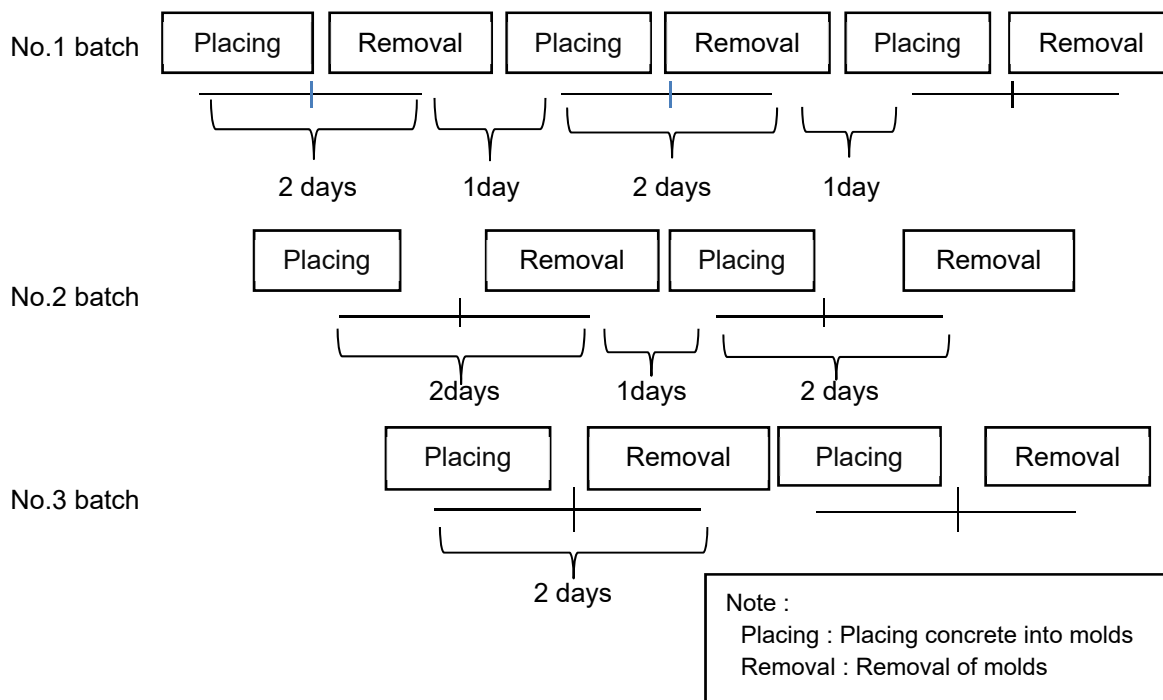 No.1 batch
Placing Removal Placing Removal Placing Removal
2 days 1day 2 days 1day
No.2 batch
Placing Removal Placing Removal
2days 1days 2 days
No.3 batch
Placing Removal Placing Removal
2 days
Note :
Placing : Placing concrete into molds
Removal : Removal of molds